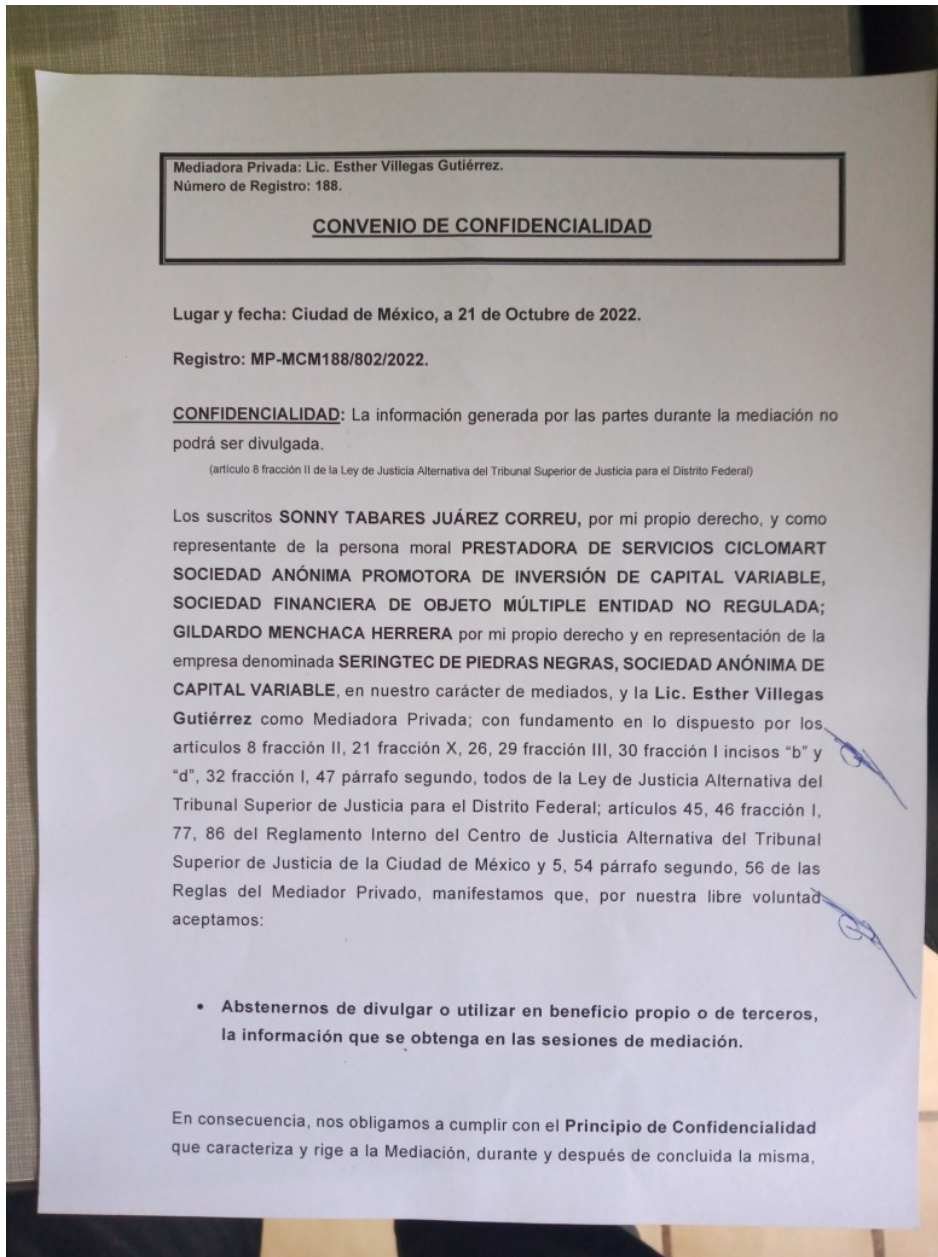 Mediadora Privada: Lic. Esther Villegas Gutiérrez.
Número de Registro: 188.
CONVENIO DE CONFIDENCIALIDAD
Lugar y fecha: Ciudad de México, a 21 de Octubre de 2022.
Registro: MP-MCM188/802/2022.
CONFIDENCIALIDAD: La información generada por las partes durante la mediación no
podrá ser divulgada.
(artículo 8 fracción II de la Ley de Justicia Alternativa del Tribunal Superior de Justicia para el Distrito Federal)
Los suscritos SONNY TABARES JUÁREZ CORREU, por mi propio derecho, y como
representante de la persona moral PRESTADORA DE SERVICIOS CICLOMART
SOCIEDAD ANÓNIMA PROMOTORA DE INVERSIÓN DE CAPITAL VARIABLE,
SOCIEDAD FINANCIERA DE OBJETO MÚLTIPLE ENTIDAD NO REGULADA;
GILDARDO MENCHACA HERRERA por mi propio derecho y en representación de la
empresa denominada SERINGTEC DE PIEDRAS NEGRAS, SOCIEDAD ANÓNIMA DE
CAPITAL VARIABLE, en nuestro carácter de mediados, y la Lic. Esther Villegas
Gutiérrez como Mediadora Privada; con fundamento en lo dispuesto por los
artículos 8 fracción II, 21 fracción X, 26, 29 fracción III, 30 fracción I incisos “b” y
“d”, 32 fracción I, 47 párrafo segundo, todos de la Ley de Justicia Alternativa del
Tribunal Superior de Justicia para el Distrito Federal; artículos 45, 46 fracción I,
77, 86 del Reglamento Interno del Centro de Justicia Alternativa del Tribunal
Superior de Justicia de la Ciudad de México y 5, 54 párrafo segundo, 56 de las
Reglas del Mediador Privado, manifestamos que, por nuestra libre voluntad
aceptamos:
• Abstenernos de divulgar o utilizar en beneficio propio o de terceros,
la información que se obtenga en las sesiones de mediación.
En consecuencia, nos obligamos a cumplir con el Principio de Confidencialidad
que caracteriza y rige a la Mediación, durante y después de concluida la misma,